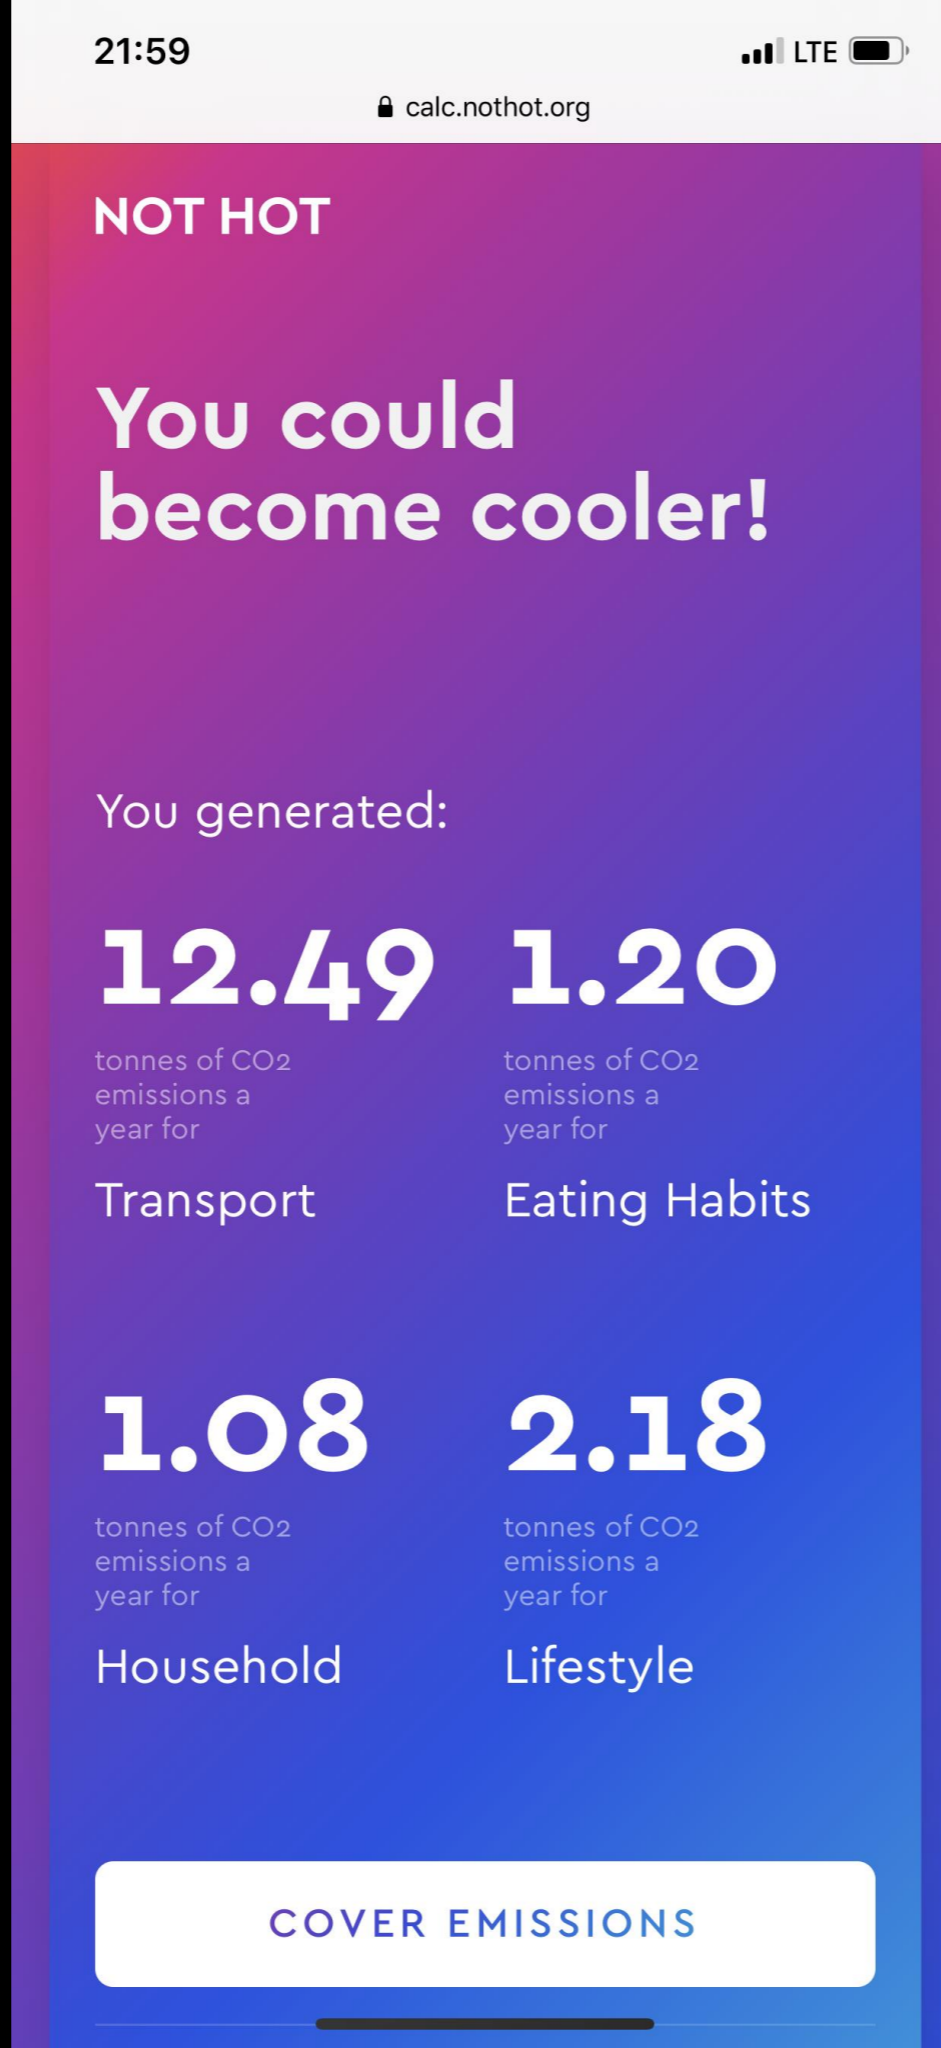 21:59
LTE
calc.nothot.org
NOT HOT
You could
become cooler!
You generated:
12.49
tonnes of CO2
emissions a
year for
Transport
1.20
tonnes of CO2
emissions a
year for
Eating Habits
1.08
tonnes of CO2
emissions a
year for
Household
2.18
tonnes of CO2
emissions a
year for
Lifestyle
COVER EMISSIONS